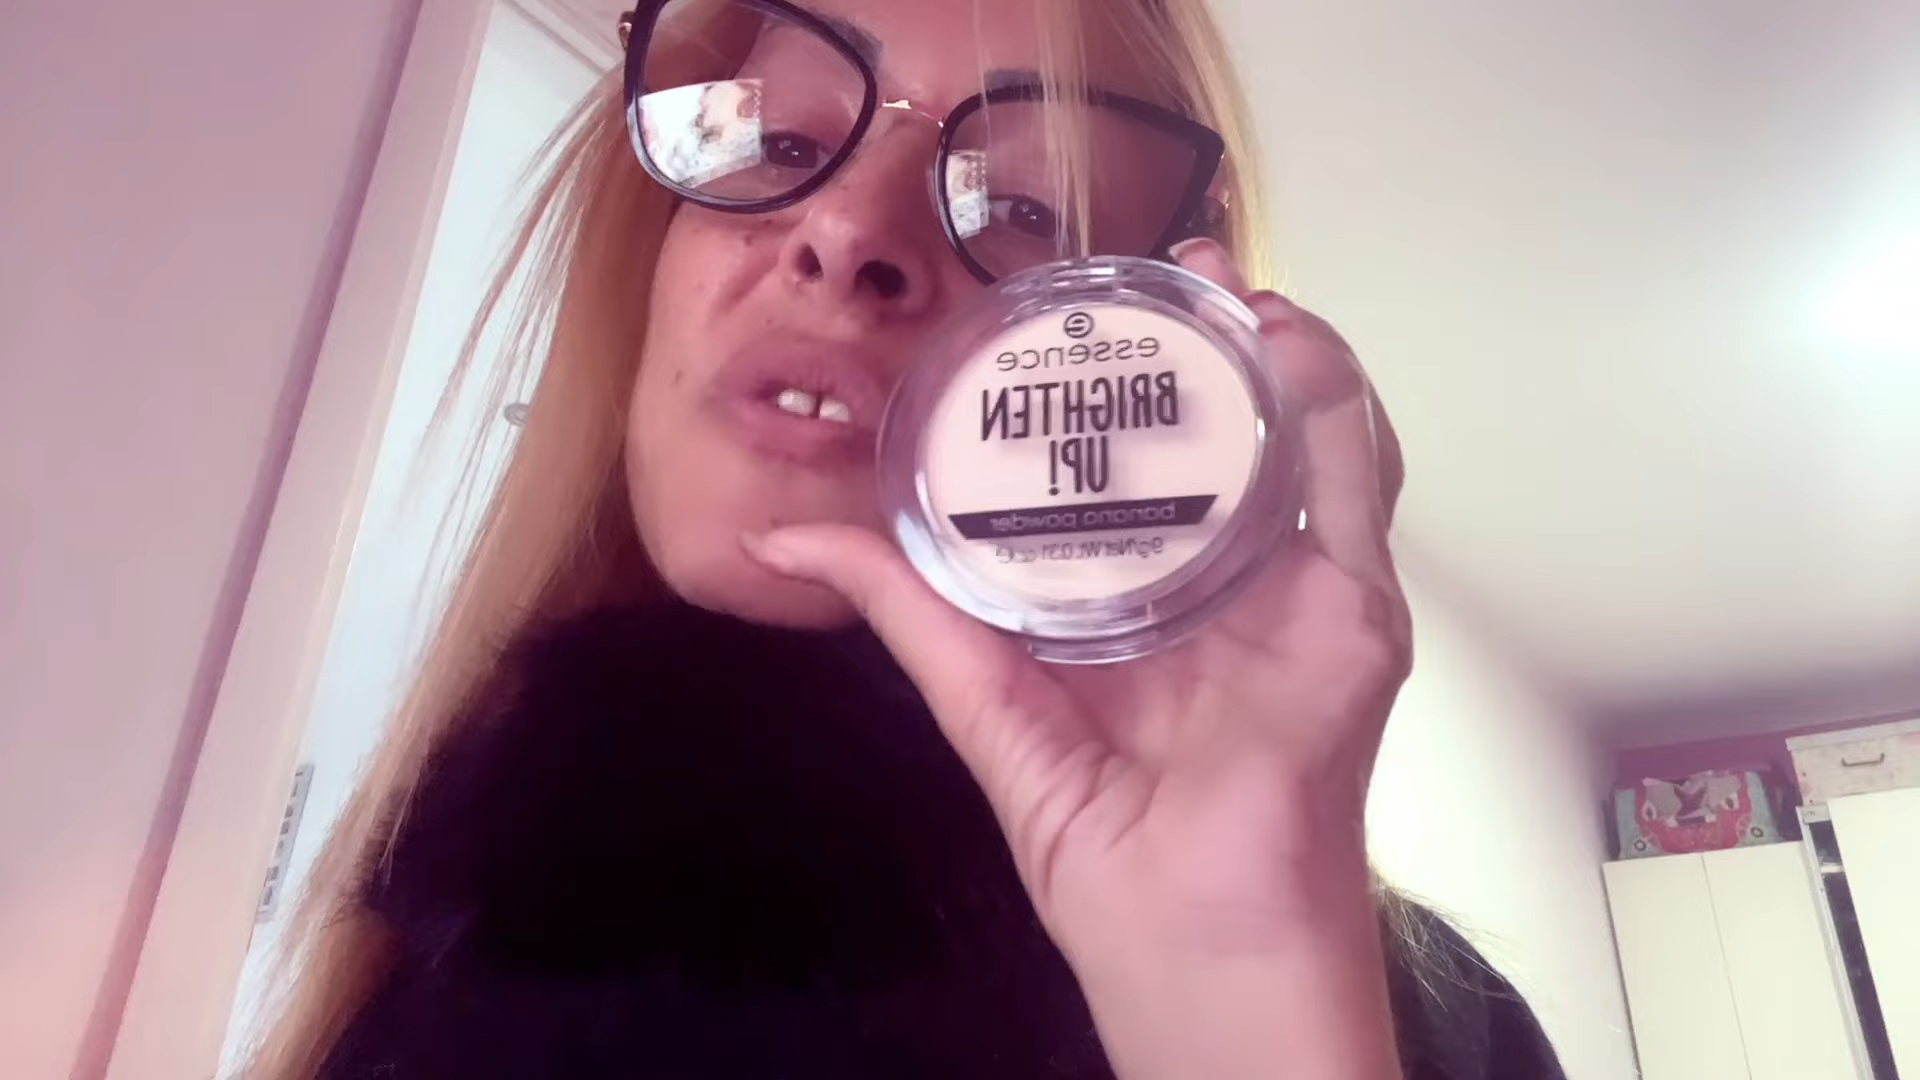 e
essence
BRIGHTEN
UP!
banana powder
9g/Net Wt. 0.31 oz. ℮